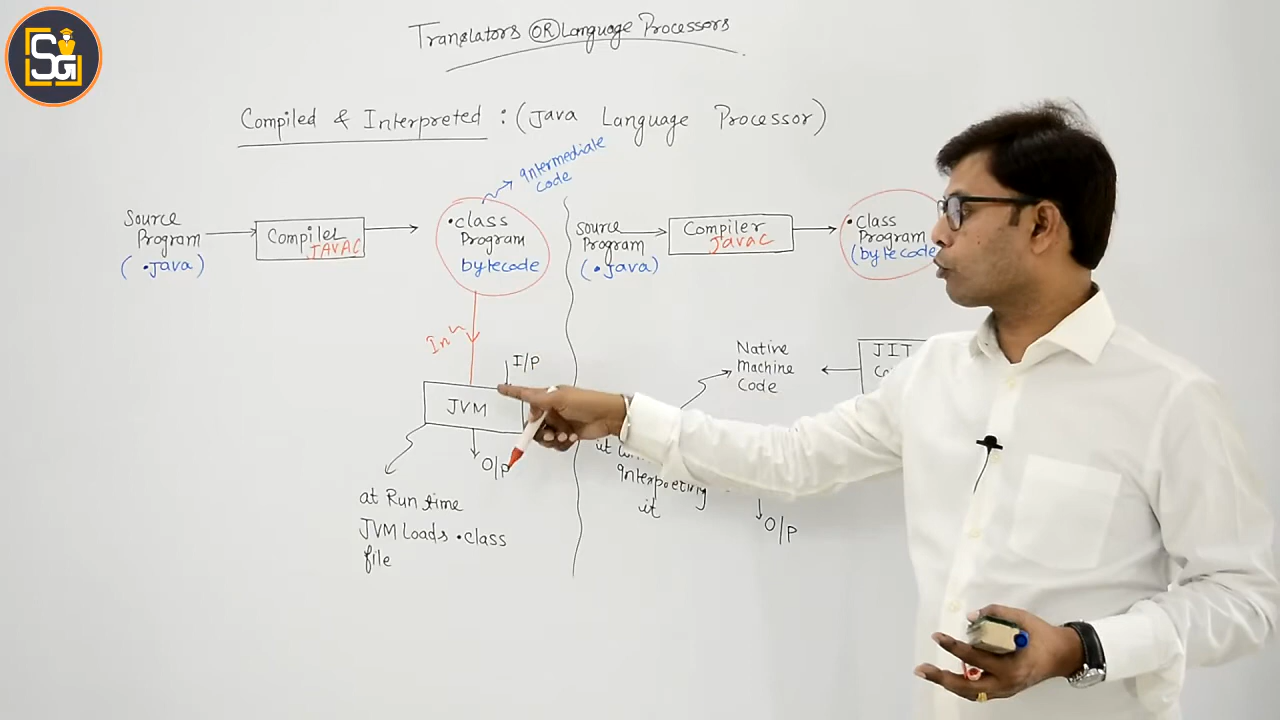 SG
Translators OR Language Processors
Compiled & Interpreted : (Java Language Processor)
Intermediate
code
Source
Program
(.Java)
Compiler
JAVAC
.class
Program
bytecode
In
I/P
JVM
O/P
at Run time
JVM Loads .class
file
Source
Program
(.Java)
Compiler
JavaC
.Class
Program
(bytecode
JIT
Native
Machine
Code
it
interpreting
it
O/P